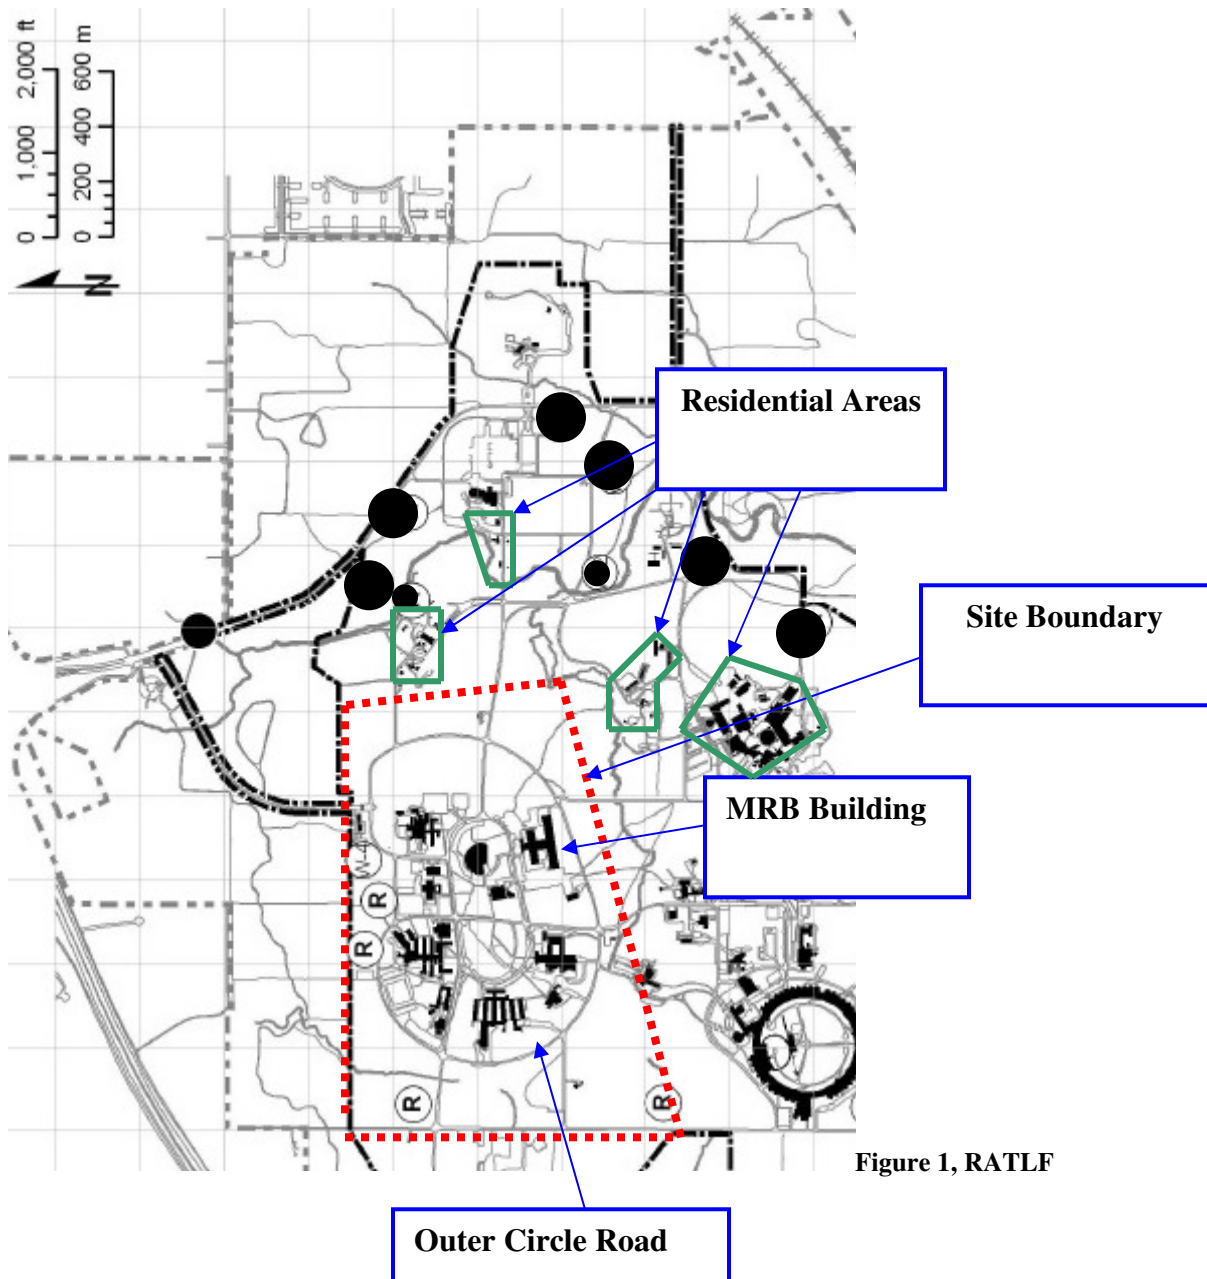 2,000 ft
1,000
0
600 m
400
200
0
N
Residential Areas
Site Boundary
MRB Building
W-4
R
R
R
R
Figure 1, RATLF
Outer Circle Road